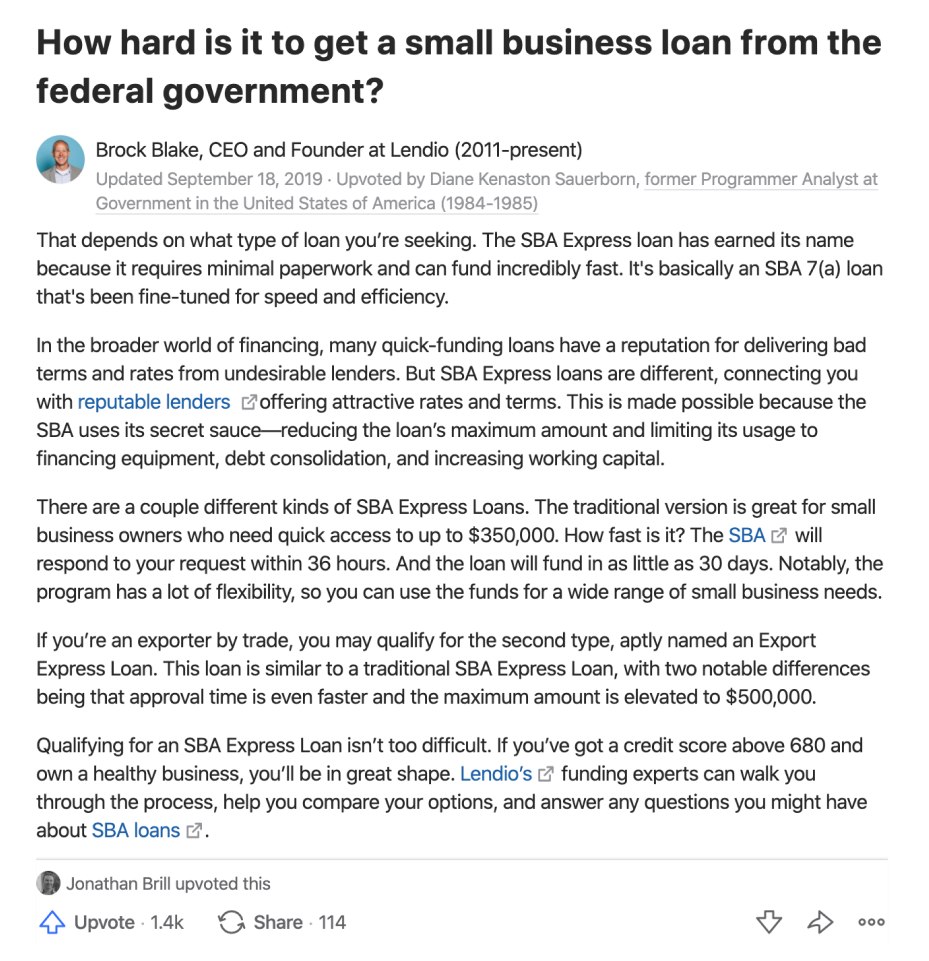 How hard is it to get a small business loan from the
federal government?
Brock Blake, CEO and Founder at Lendio (2011-present)
Updated September 18, 2019 · Upvoted by Diane Kenaston Sauerborn, former Programmer Analyst at
Government in the United States of America (1984-1985)
That depends on what type of loan you’re seeking. The SBA Express loan has earned its name
because it requires minimal paperwork and can fund incredibly fast. It's basically an SBA 7(a) loan
that's been fine-tuned for speed and efficiency.
In the broader world of financing, many quick-funding loans have a reputation for delivering bad
terms and rates from undesirable lenders. But SBA Express loans are different, connecting you
with reputable lenders offering attractive rates and terms. This is made possible because the
SBA uses its secret sauce—reducing the loan’s maximum amount and limiting its usage to
financing equipment, debt consolidation, and increasing working capital.
There are a couple different kinds of SBA Express Loans. The traditional version is great for small
business owners who need quick access to up to $350,000. How fast is it? The SBA will
respond to your request within 36 hours. And the loan will fund in as little as 30 days. Notably, the
program has a lot of flexibility, so you can use the funds for a wide range of small business needs.
If you’re an exporter by trade, you may qualify for the second type, aptly named an Export
Express Loan. This loan is similar to a traditional SBA Express Loan, with two notable differences
being that approval time is even faster and the maximum amount is elevated to $500,000.
Qualifying for an SBA Express Loan isn’t too difficult. If you’ve got a credit score above 680 and
own a healthy business, you’ll be in great shape. Lendio’s funding experts can walk you
through the process, help you compare your options, and answer any questions you might have
about SBA loans.
Jonathan Brill upvoted this
Upvote · 1.4k Share · 114